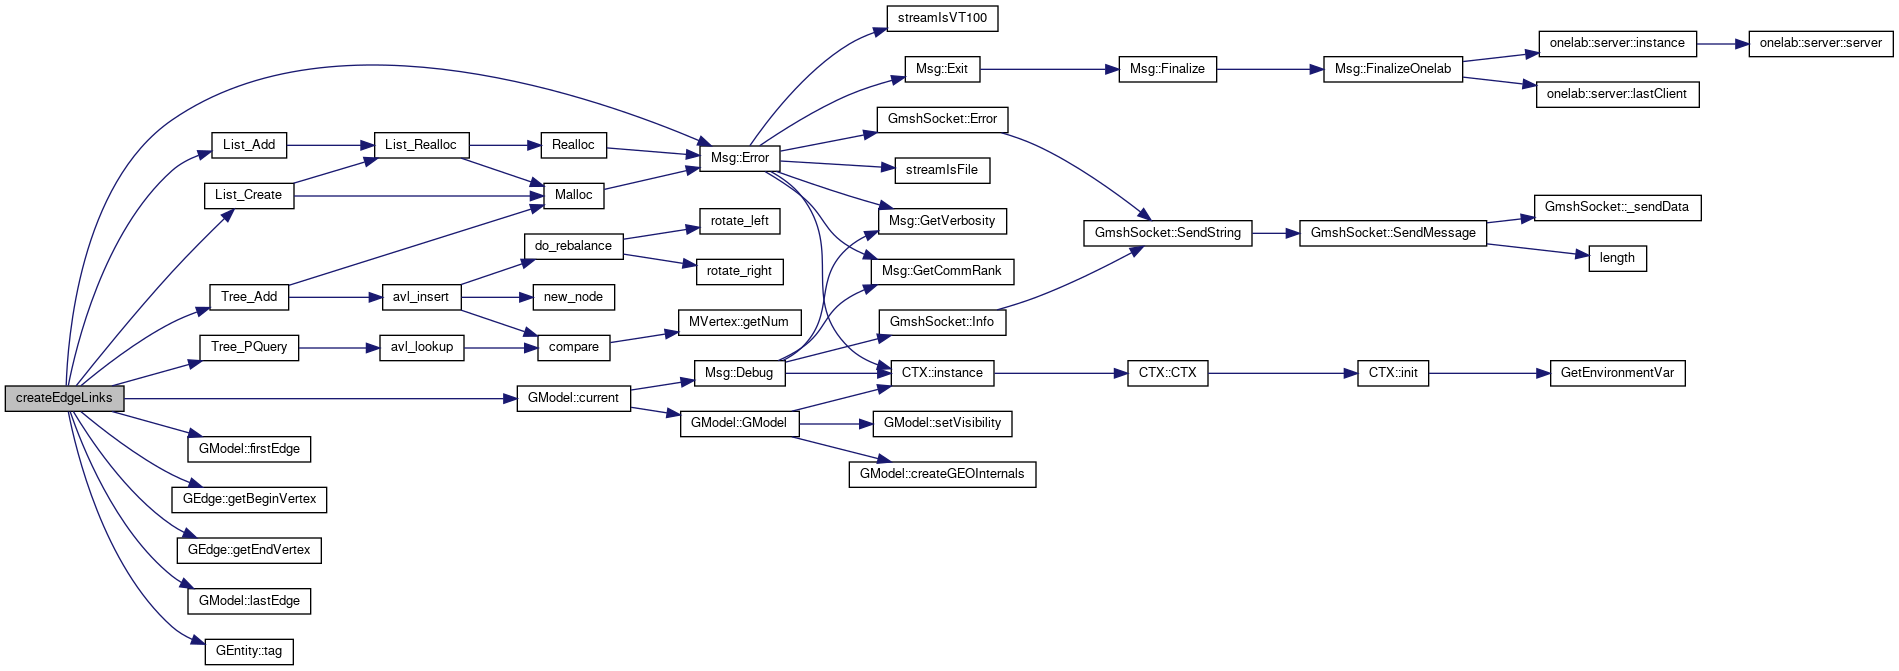 createEdgeLinks
List_Add
List_Create
Tree_Add
Tree_PQuery
GModel::firstEdge
GEdge::getBeginVertex
GEdge::getEndVertex
GModel::lastEdge
GEntity::tag
List_Realloc
avl_insert
avl_lookup
Realloc
Malloc
do_rebalance
new_node
compare
GModel::current
Msg::Error
rotate_left
rotate_right
MVertex::getNum
Msg::Debug
GModel::GModel
streamIsVT100
Msg::Exit
GmshSocket::Error
streamIsFile
Msg::GetVerbosity
Msg::GetCommRank
GmshSocket::Info
CTX::instance
GModel::setVisibility
GModel::createGEOInternals
Msg::Finalize
GmshSocket::SendString
CTX::CTX
Msg::FinalizeOnelab
GmshSocket::SendMessage
CTX::init
onelab::server::instance
onelab::server::lastClient
GmshSocket::_sendData
length
GetEnvironmentVar
onelab::server::server